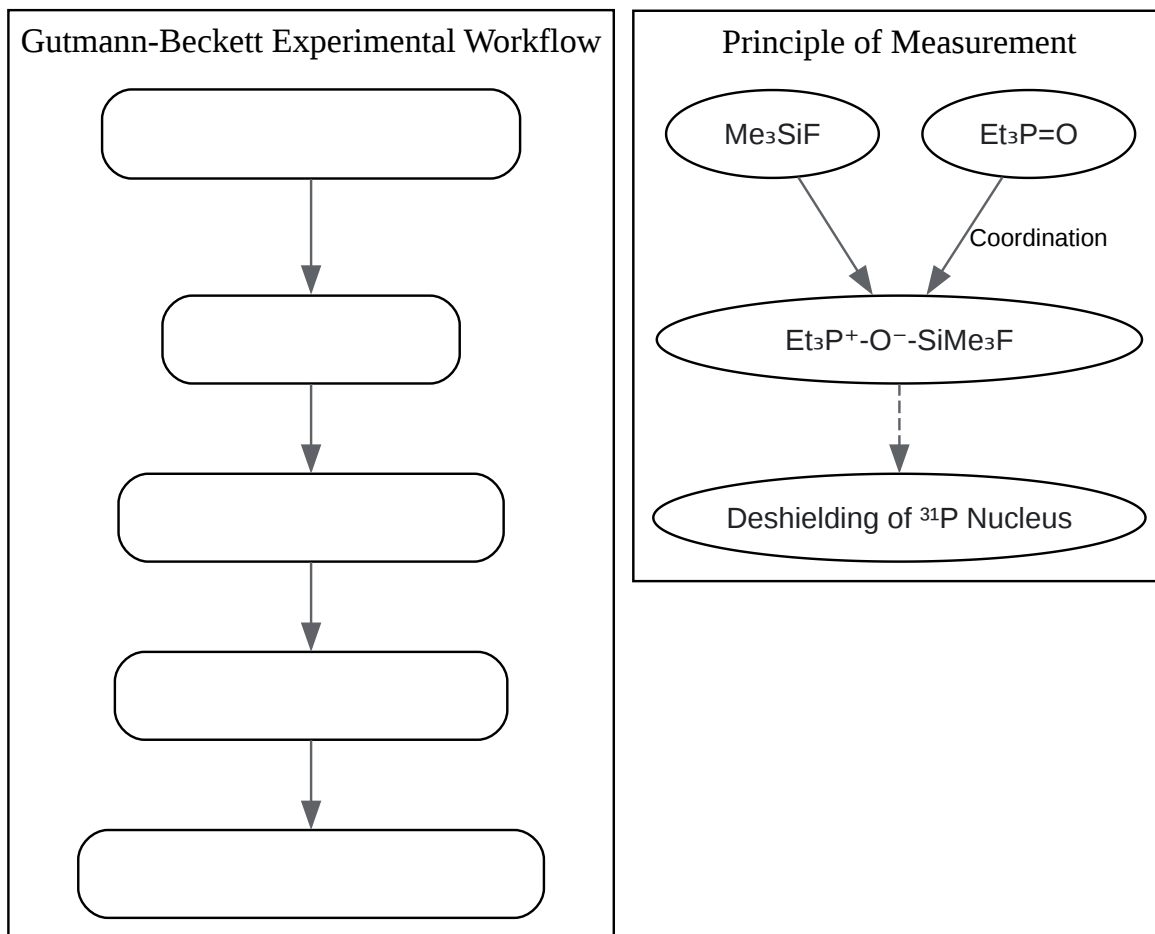 Gutmann-Beckett Experimental Workflow
Principle of Measurement
Me₃SiF
Et₃P=O
Coordination
Et₃P⁺-O⁻-SiMe₃F
Deshielding of ³¹P Nucleus